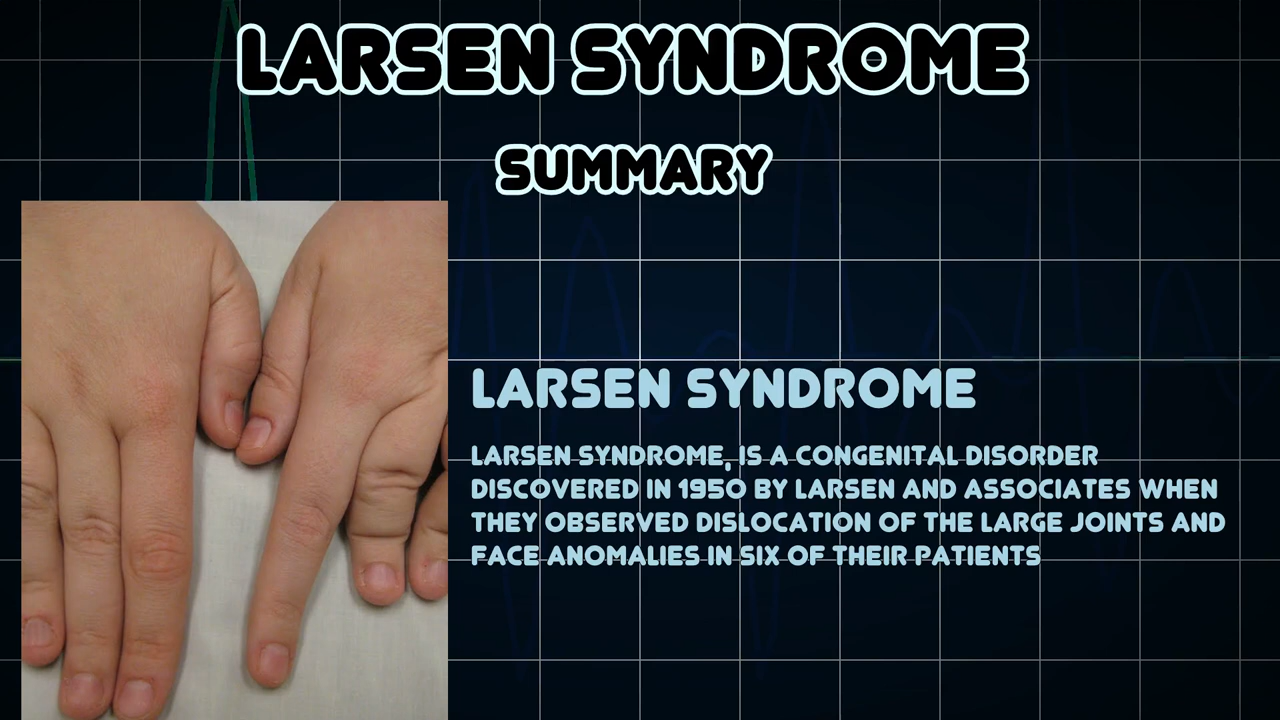 LARSEN SYNDROME
SUMMARY
LARSEN SYNDROME
LARSEN SYNDROME, IS A CONGENITAL DISORDER
DISCOVERED IN 1950 BY LARSEN AND ASSOCIATES WHEN
THEY OBSERVED DISLOCATION OF THE LARGE JOINTS AND
FACE ANOMALIES IN SIX OF THEIR PATIENTS